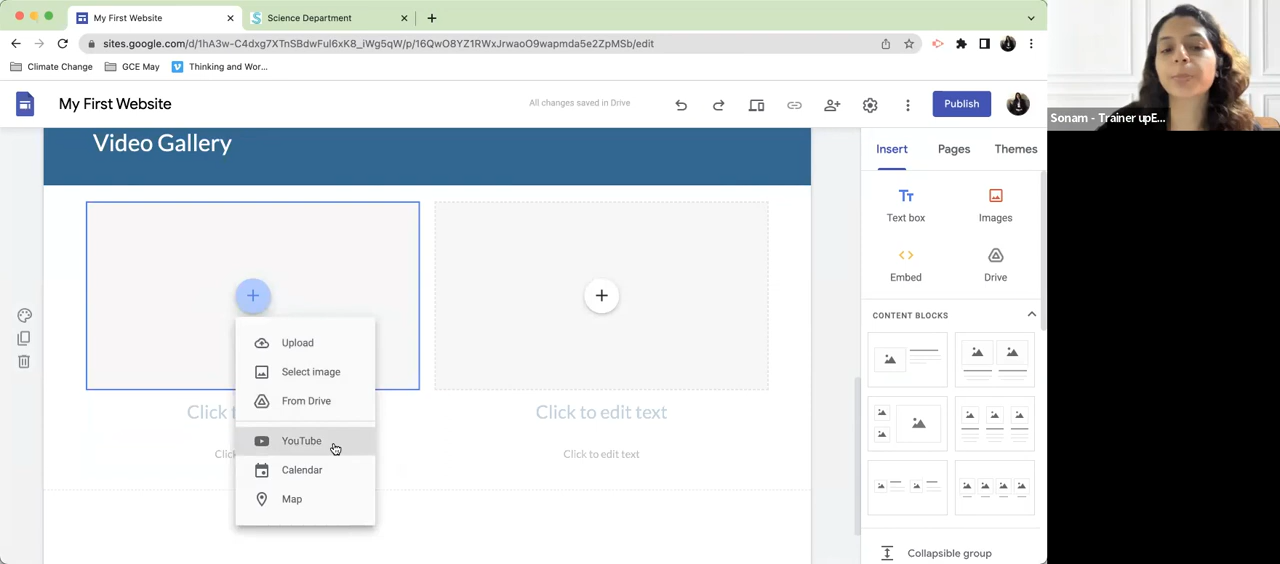 My First Website
Science Department
sites.google.com/d/1hA3w-C4dxg7XTnSBdwFul6xK8_iWg5qW/p/16QwO8YZ1RWxJrwaoO9wapmda5e2ZpMSb/edit
Climate Change
GCE May
Thinking and Wor...
My First Website
All changes saved in Drive
Publish
Sonam - Trainer upE...
Video Gallery
Insert
Pages
Themes
Text box
Images
Embed
Drive
CONTENT BLOCKS
Upload
Select image
From Drive
YouTube
Calendar
Map
Click t
Click to edit text
Clic
Click to edit text
Collapsible group